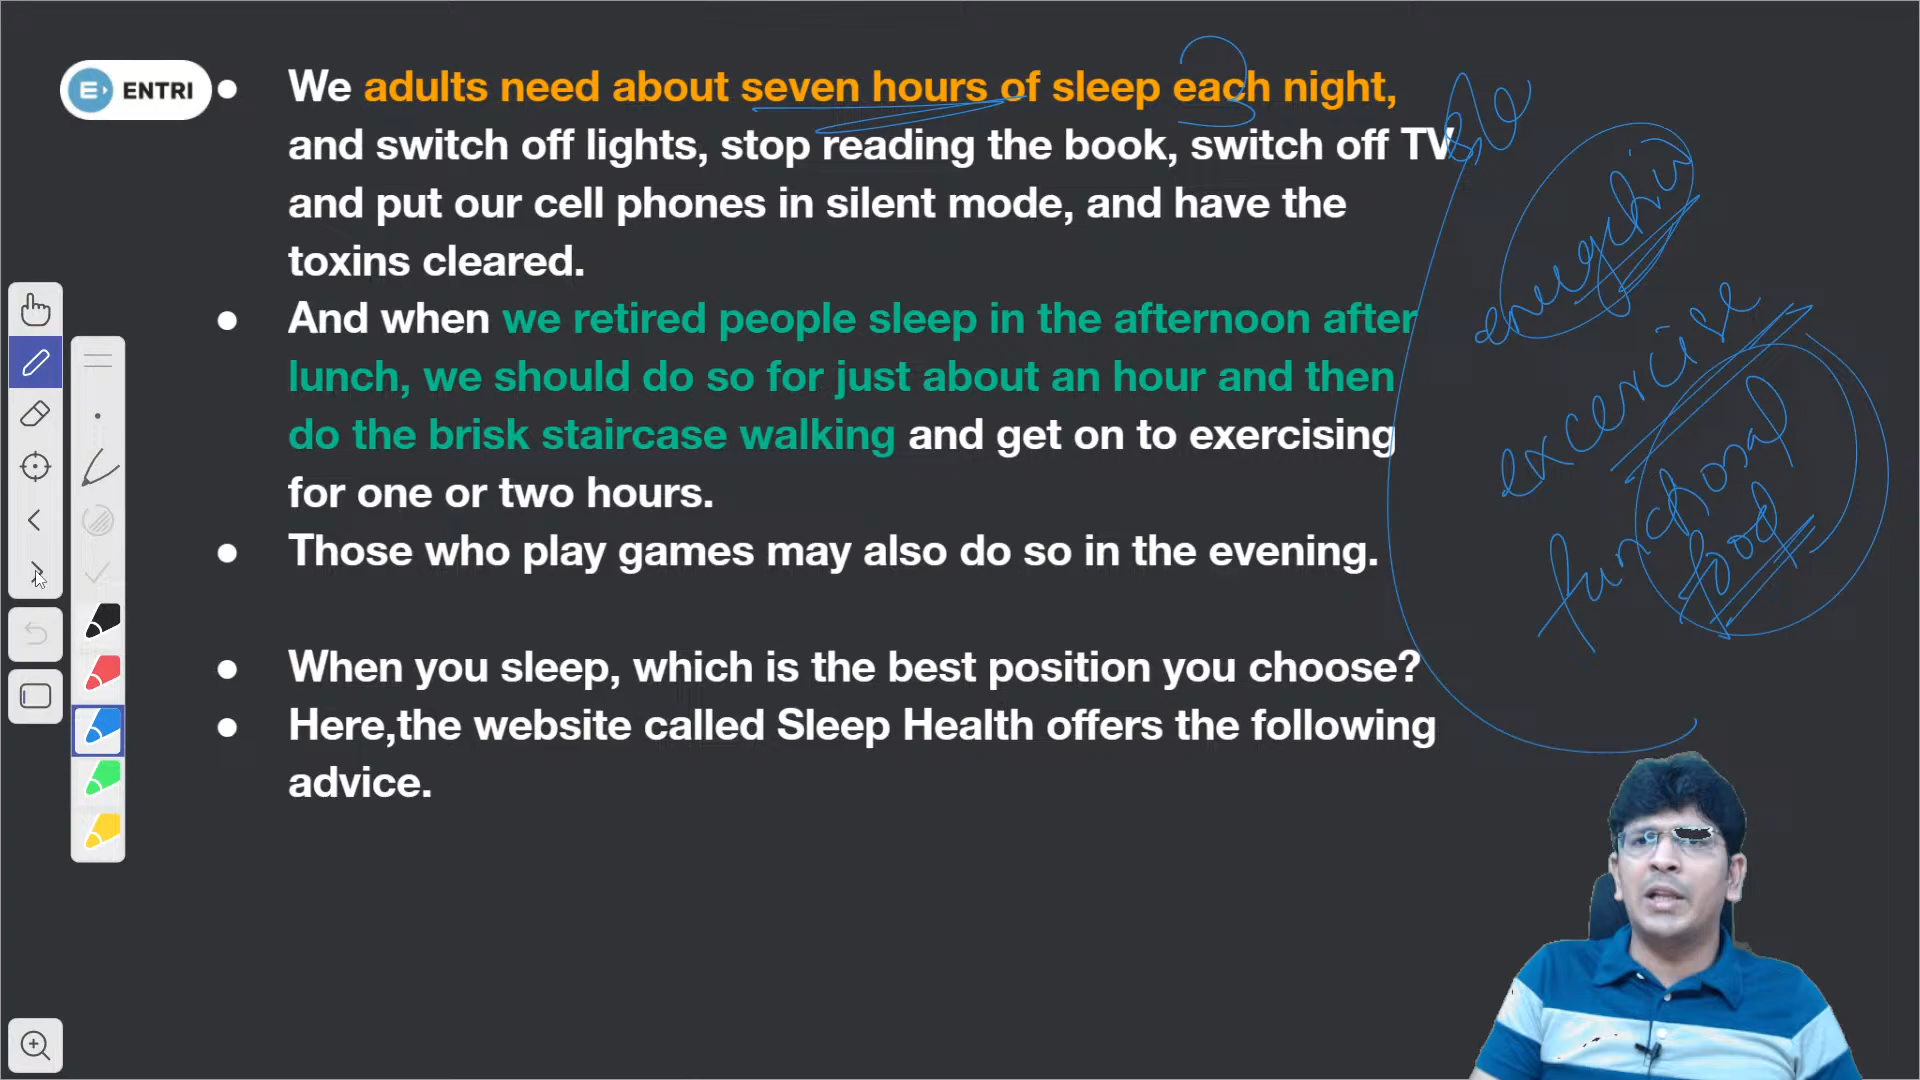 ENTRI
● We adults need about seven hours of sleep each night,
and switch off lights, stop reading the book, switch off TV
and put our cell phones in silent mode, and have the
toxins cleared.
● And when we retired people sleep in the afternoon after
lunch, we should do so for just about an hour and then
do the brisk staircase walking and get on to exercising
for one or two hours.
● Those who play games may also do so in the evening.
● When you sleep, which is the best position you choose?
● Here,the website called Sleep Health offers the following
advice.
excercise
functional
food